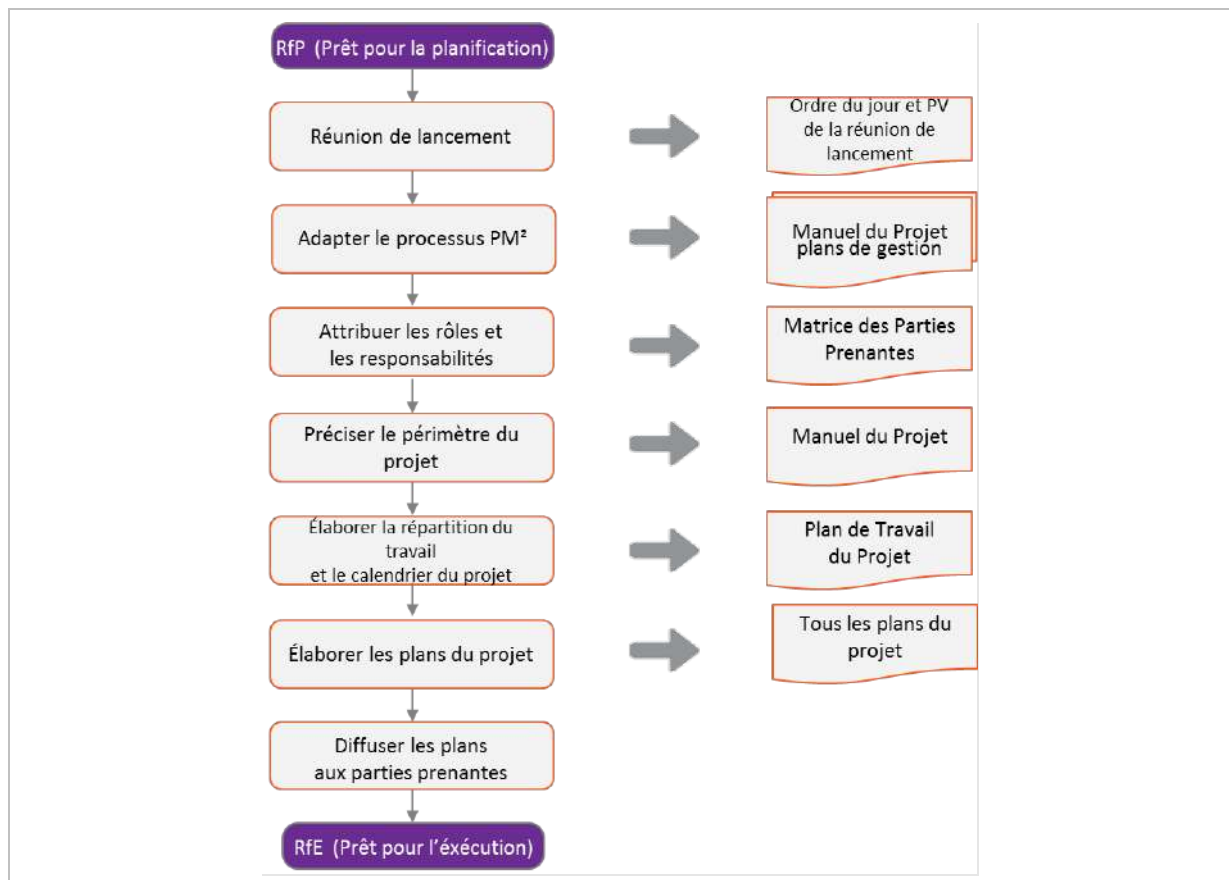 RfP (Prêt pour la planification)
Réunion de lancement
Ordre du jour et PV
de la réunion de
lancement
Adapter le processus PM²
Manuel du Projet
plans de gestion
Attribuer les rôles et
les responsabilités
Matrice des Parties
Prenantes
Préciser le périmètre du
projet
Manuel du Projet
Élaborer la répartition du
travail
et le calendrier du projet
Plan de Travail
du Projet
Élaborer les plans du projet
Tous les plans du
projet
Diffuser les plans
aux parties prenantes
RfE (Prêt pour l'éxécution)